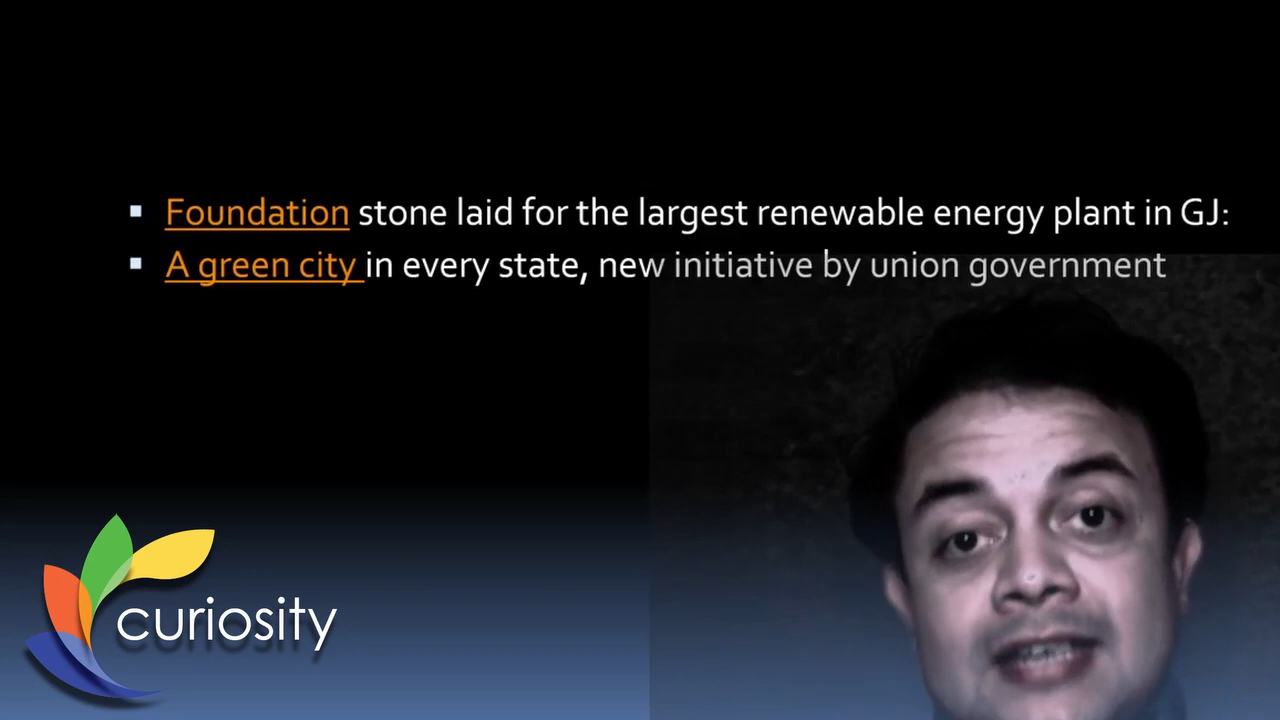 Foundation stone laid for the largest renewable energy plant in GJ:
A green city in every state, new initiative by union government
curiosity